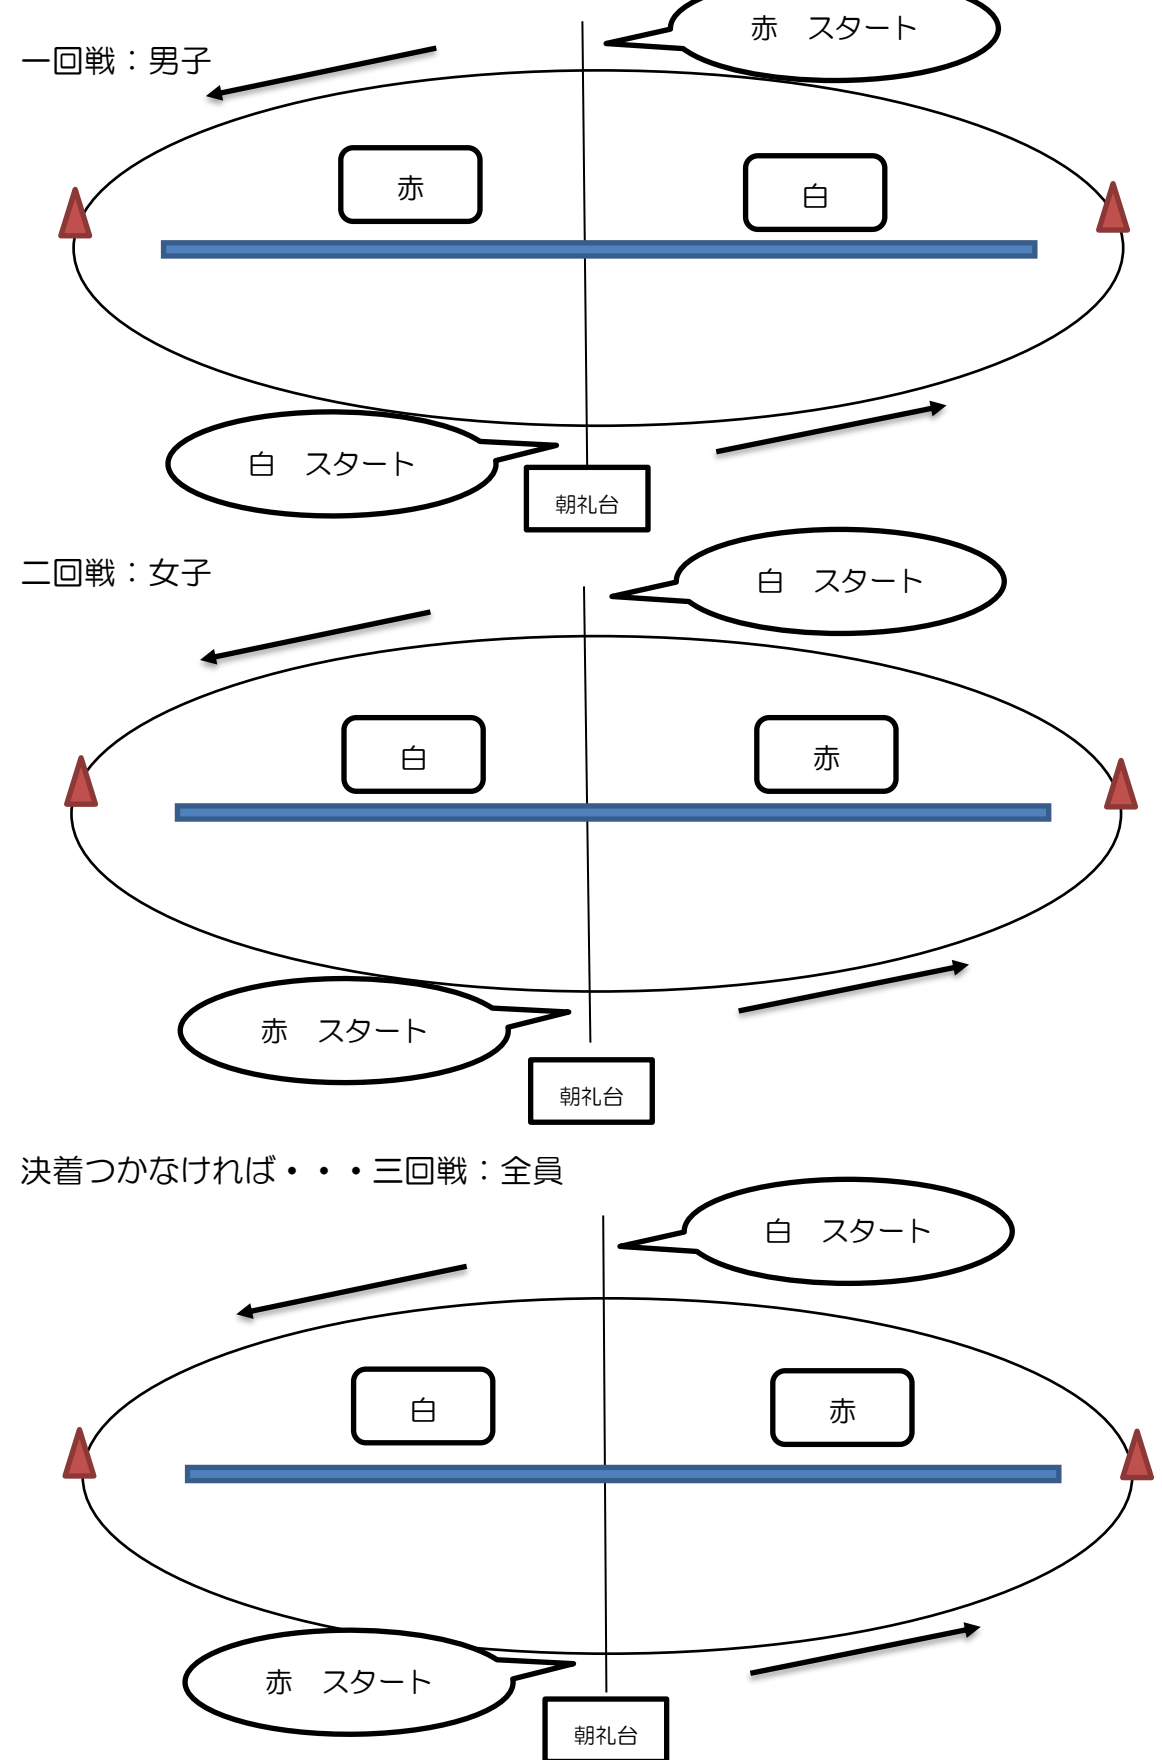 赤　スタート
一回戦：男子
赤
白
白　スタート
朝礼台
二回戦：女子
白　スタート
白
赤
赤　スタート
朝礼台
決着つかなければ・・・三回戦：全員
白　スタート
白
赤
赤　スタート
朝礼台